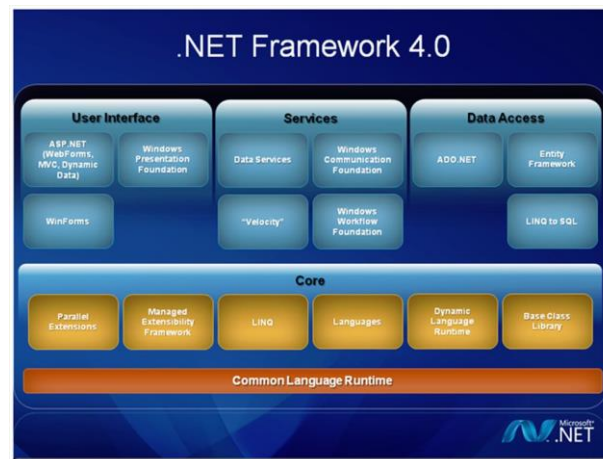 .NET Framework 4.0
User Interface
ASP.NET
(WebForms,
MVC, Dynamic
Data)
Windows
Presentation
Foundation
WinForms
Services
Data Services
Windows
Communication
Foundation
"Velocity"
Windows
Workflow
Foundation
Data Access
ADO.NET
Entity
Framework
LINQ to SQL
Core
Parallel
Extensions
Managed
Extensibility
Framework
LINQ
Languages
Dynamic
Language
Runtime
Base Class
Library
Common Language Runtime
Microsoft®
.NET